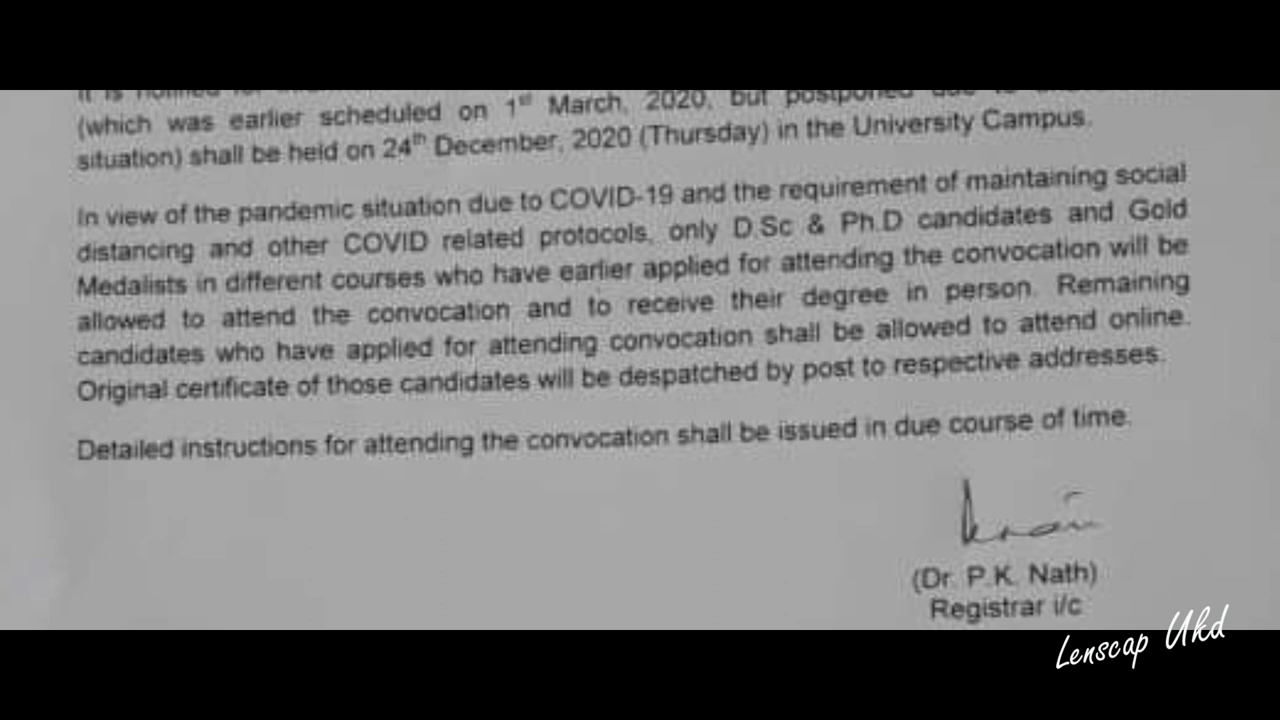 It is notified
(which was earlier scheduled on 1st March, 2020, but postponed due to
situation) shall be held on 24th December, 2020 (Thursday) in the University Campus.
In view of the pandemic situation due to COVID-19 and the requirement of maintaining social
distancing and other COVID related protocols, only D.Sc & Ph.D candidates and Gold
Medalists in different courses who have earlier applied for attending the convocation will be
allowed to attend the convocation and to receive their degree in person. Remaining
candidates who have applied for attending convocation shall be allowed to attend online.
Original certificate of those candidates will be despatched by post to respective addresses.
Detailed instructions for attending the convocation shall be issued in due course of time.
(Dr. P.K. Nath)
Registrar i/c
Lenscap Ukd